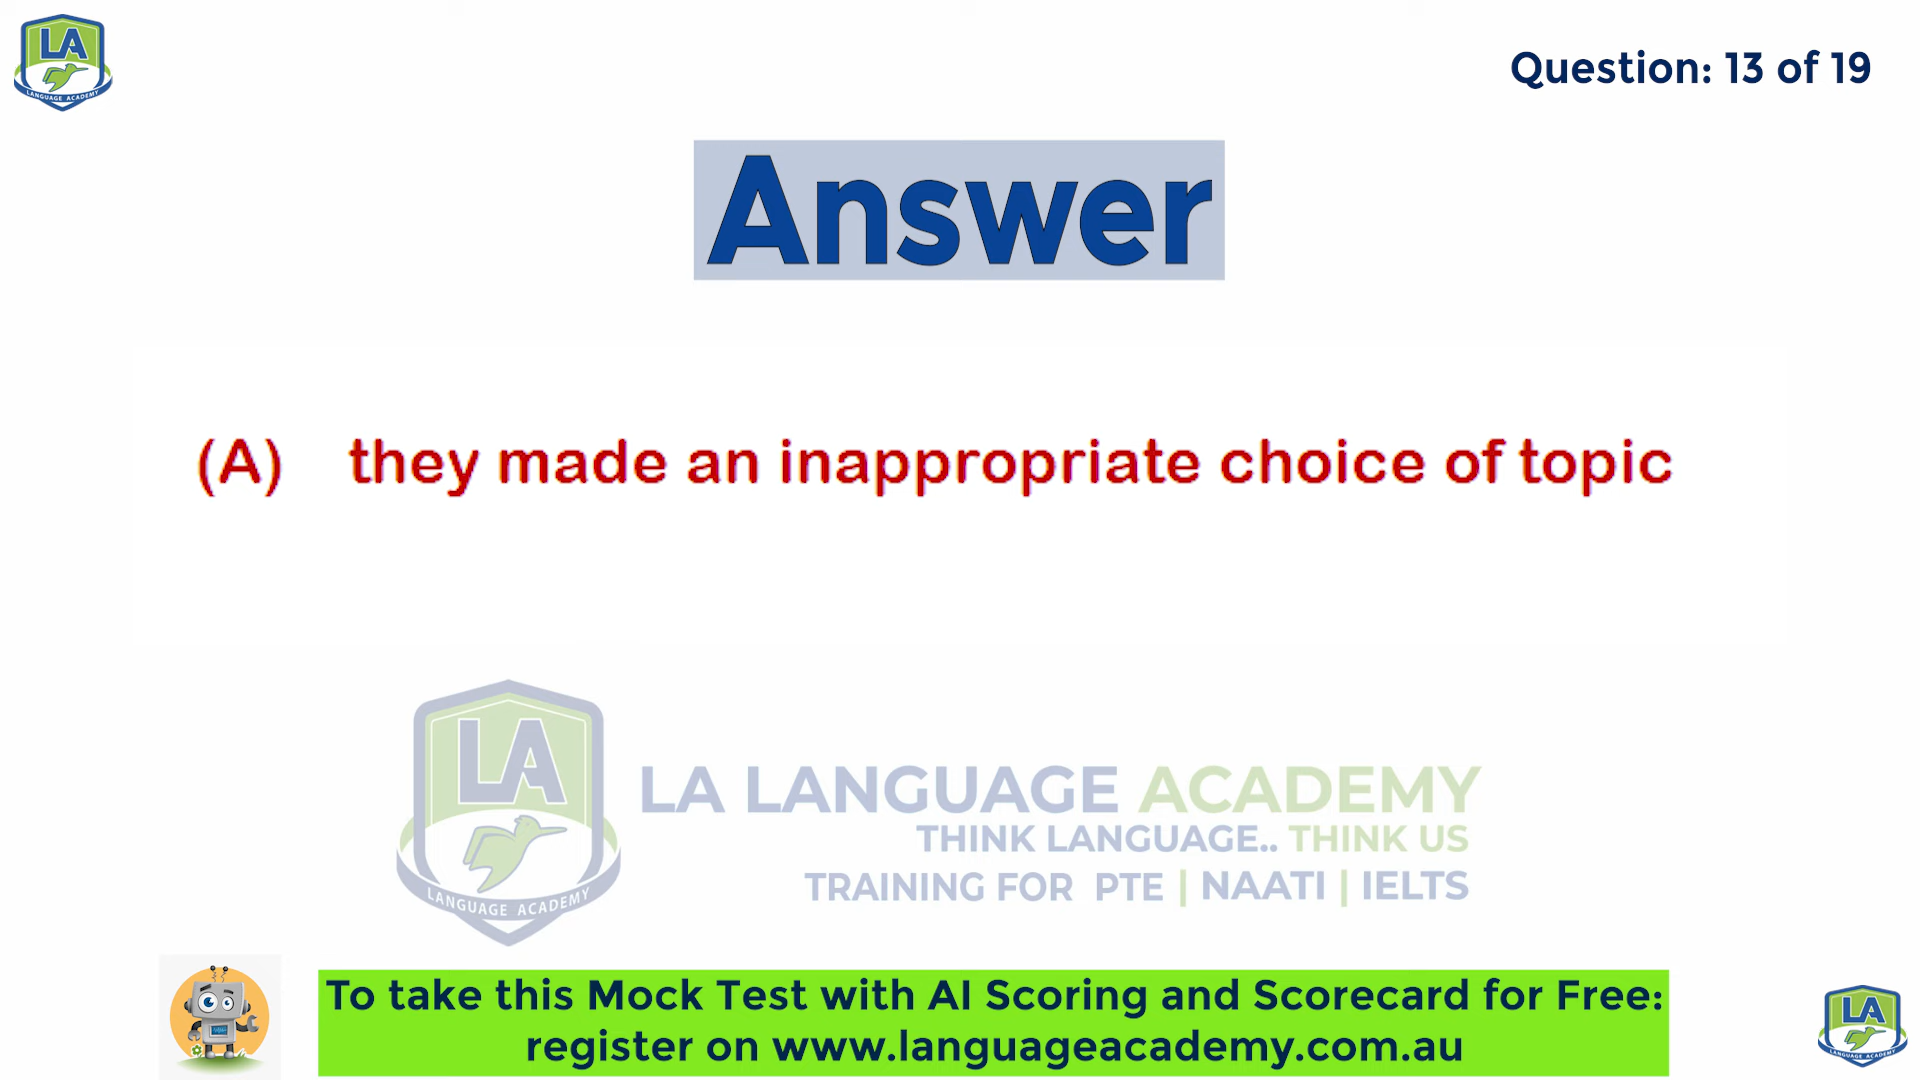 LA
LANGUAGE ACADEMY
Question: 13 of 19
Answer
(A) they made an inappropriate choice of topic
LA
LANGUAGE ACADEMY
LA LANGUAGE ACADEMY
THINK LANGUAGE.. THINK US
TRAINING FOR PTE | NAATI | IELTS
To take this Mock Test with AI Scoring and Scorecard for Free:
register on www.languageacademy.com.au
LA
LANGUAGE ACADEMY